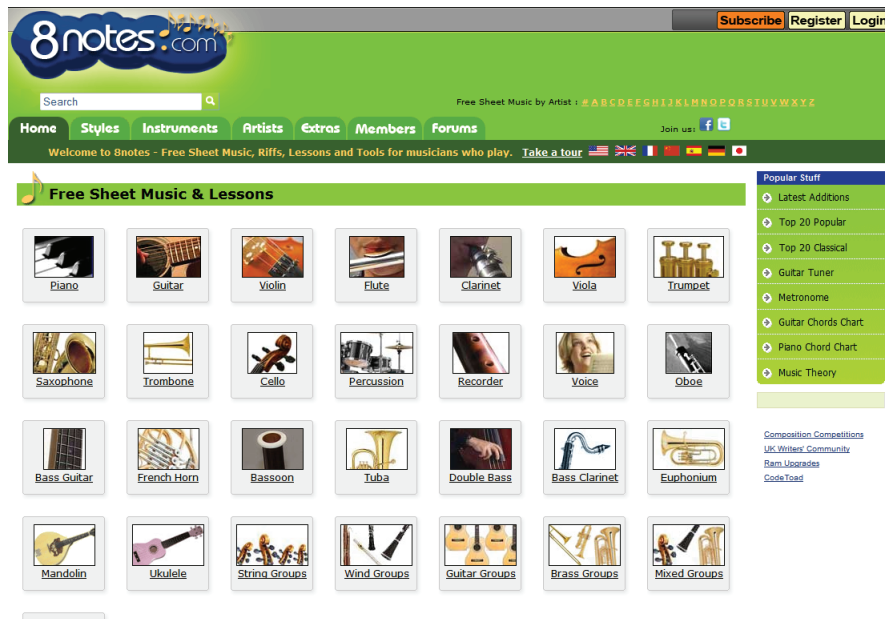 Subscribe Register Login
8notes.com
Search
Free Sheet Music by Artist : # A B C D E F G H I J K L M N O P Q R S T U V W X Y Z
Home Styles Instruments Artists Extras Members Forums
Join us:
Welcome to 8notes - Free Sheet Music, Riffs, Lessons and Tools for musicians who play. Take a tour
Free Sheet Music & Lessons
Piano Guitar Violin Flute Clarinet Viola Trumpet
Saxophone Trombone Cello Percussion Recorder Voice Oboe
Bass Guitar French Horn Bassoon Tuba Double Bass Bass Clarinet Euphonium
Mandolin Ukulele String Groups Wind Groups Guitar Groups Brass Groups Mixed Groups
Popular Stuff
Latest Additions
Top 20 Popular
Top 20 Classical
Guitar Tuner
Metronome
Guitar Chords Chart
Piano Chord Chart
Music Theory
Composition Competitions
UK Writers' Community
Ram Upgrades
CodeToad